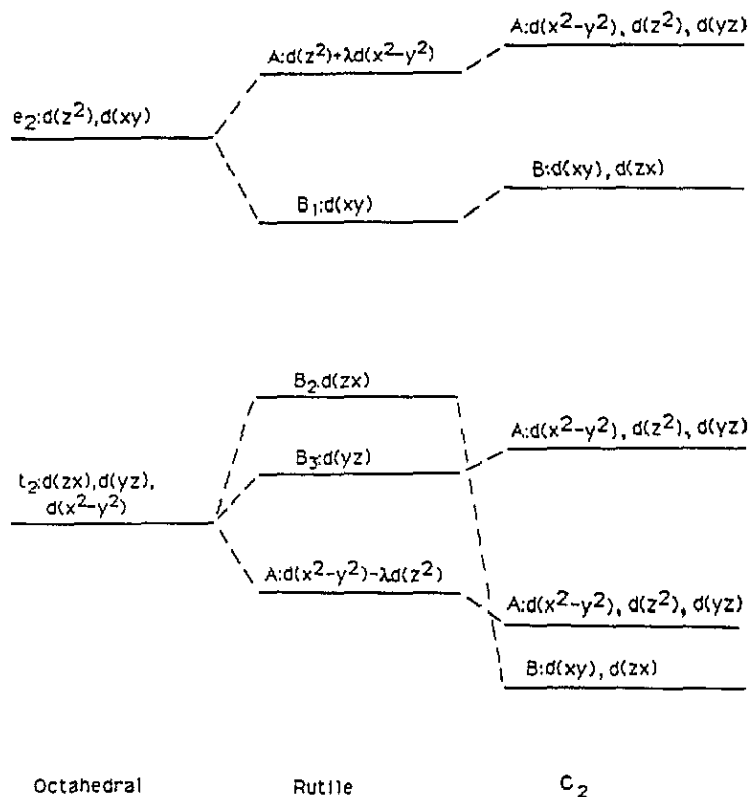 A:d(x²-y²), d(z²), d(yz)
A:d(z²)+λd(x²-y²)
e₂:d(z²),d(xy)
B:d(xy), d(zx)
B₁:d(xy)
B₂:d(zx)
A:d(x²-y²), d(z²), d(yz)
B₃:d(yz)
t₂:d(zx),d(yz),
d(x²-y²)
A:d(x²-y²)-λd(z²)
A:d(x²-y²), d(z²), d(yz)
B:d(xy), d(zx)
Octahedral Rutile C₂